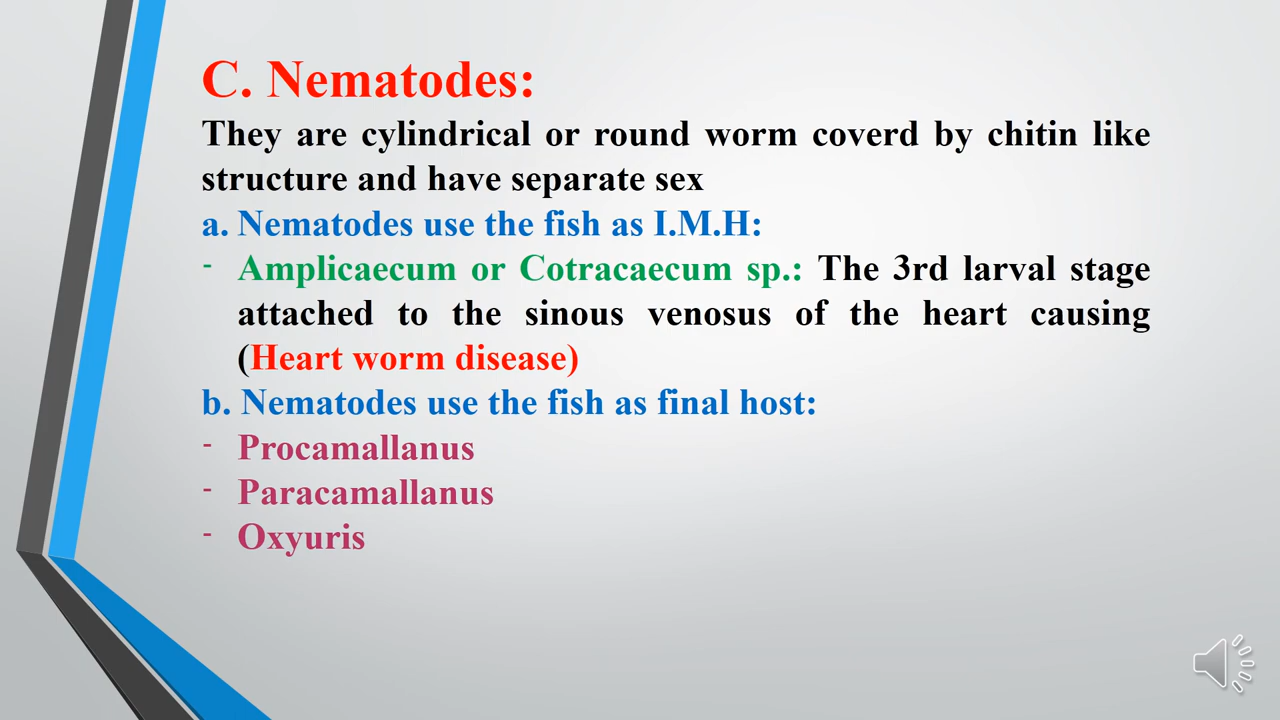 C. Nematodes:
They are cylindrical or round worm coverd by chitin like
structure and have separate sex
a. Nematodes use the fish as I.M.H:
- Amplicaecum or Cotracaecum sp.: The 3rd larval stage
attached to the sinous venosus of the heart causing
(Heart worm disease)
b. Nematodes use the fish as final host:
- Procamallanus
- Paracamallanus
- Oxyuris